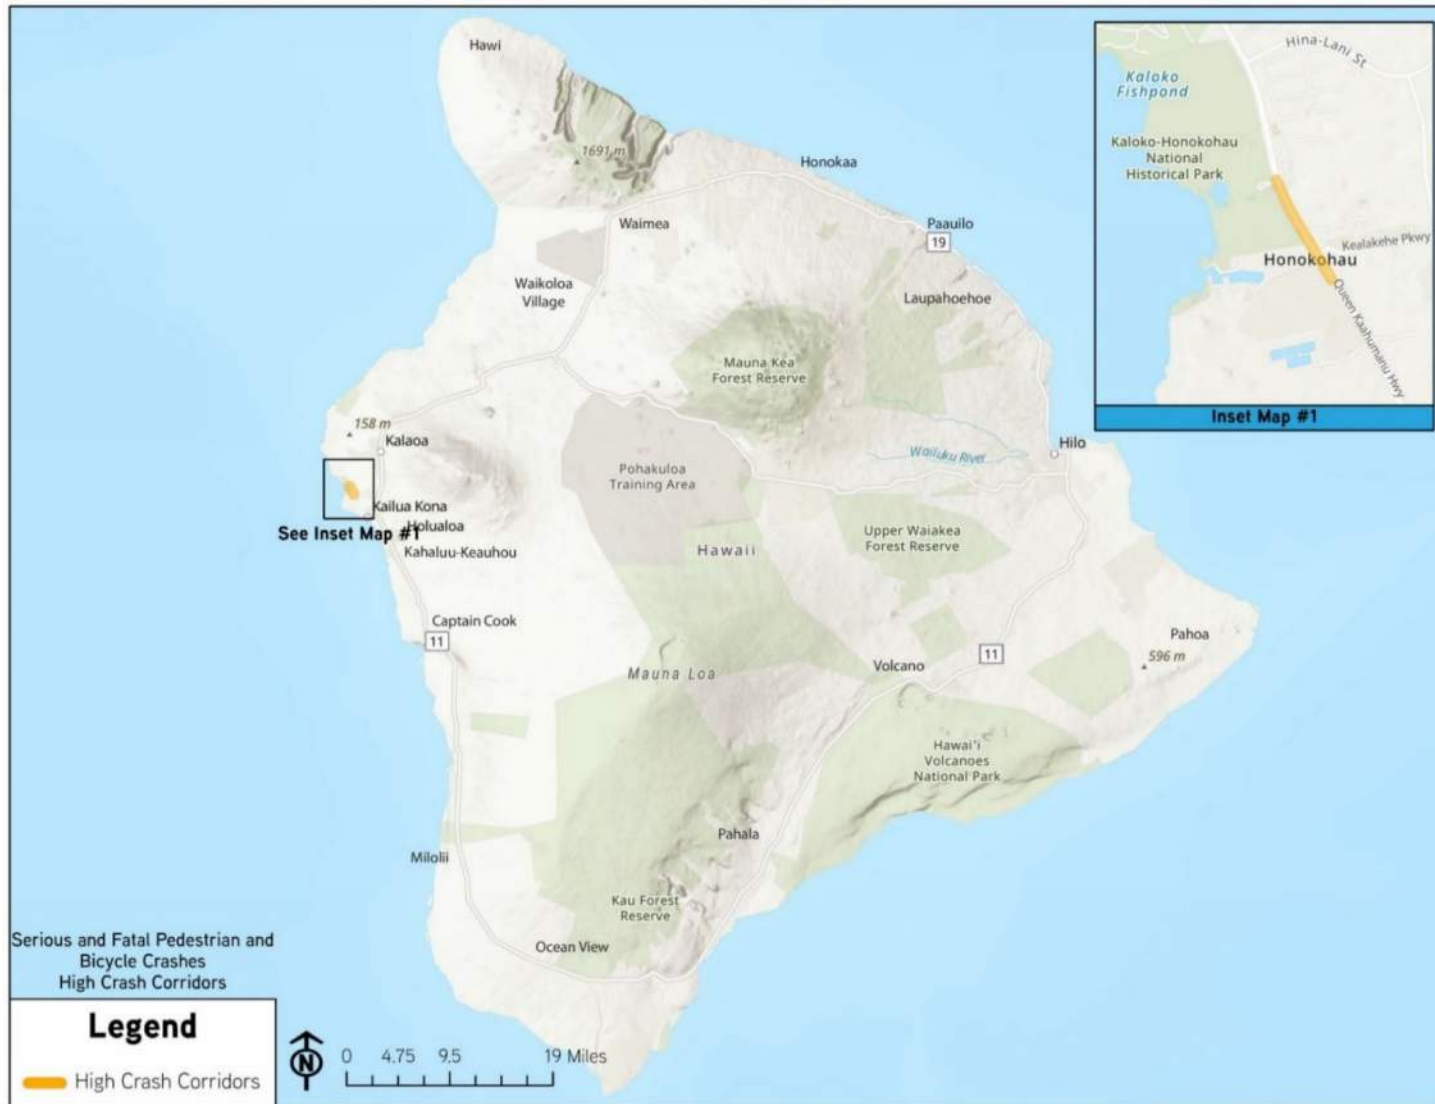 Hawi
1691 m
Honokaa
Waimea
Paauilo
19
Waikoloa
Village
Laupahoehoe
Mauna Kea
Forest Reserve
158 m
Kalaoa
Hilo
Wailuku River
Pohakuloa
Training Area
Kailua Kona
See Inset Map #1
Holualoa
Kahaluu-Keauhou
Upper Waiakea
Forest Reserve
Hawaii
Captain Cook
11
Pahoa
11
596 m
Volcano
Mauna Loa
Hawai'i
Volcanoes
National Park
Pahala
Milolii
Kau Forest
Reserve
Ocean View
Hina-Lani St
Kaloko
Fishpond
Kaloko-Honokohau
National
Historical Park
Kealakehe Pkwy
Honokohau
Queen Kaahumanu Hwy
Inset Map #1
Serious and Fatal Pedestrian and
Bicycle Crashes
High Crash Corridors
Legend
High Crash Corridors
N
0 4.75 9.5 19 Miles